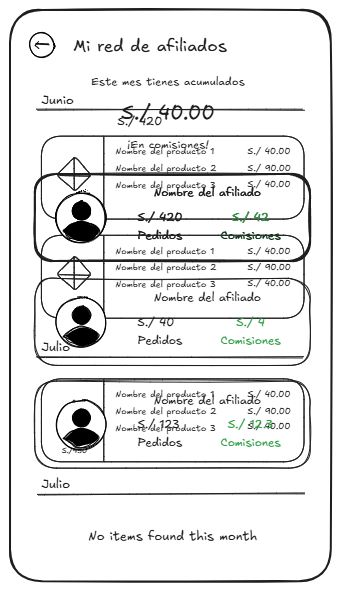 Mi red de afiliados
Este mes tienes acumulados
Junio
S./ 40.00
S./ 420
¡En comisiones!
Nombre del producto 1 S./ 40.00
Nombre del producto 2 S./ 90.00
Nombre del producto 3 S./ 40.00
Nombre del afiliado
S./ 420 S./ 42
Pedidos Comisiones
Nombre del producto 1 S./ 40.00
Nombre del producto 2 S./ 90.00
Nombre del producto 3 S./ 40.00
Nombre del afiliado
S./ 40 S./ 4
Pedidos Comisiones
Julio
Nombre del producto 1 S./ 40.00
Nombre del afiliado
Nombre del producto 2 S./ 90.00
S./ 123
Nombre del producto 3 S./ 40.00
Pedidos Comisiones
Julio
No items found this month